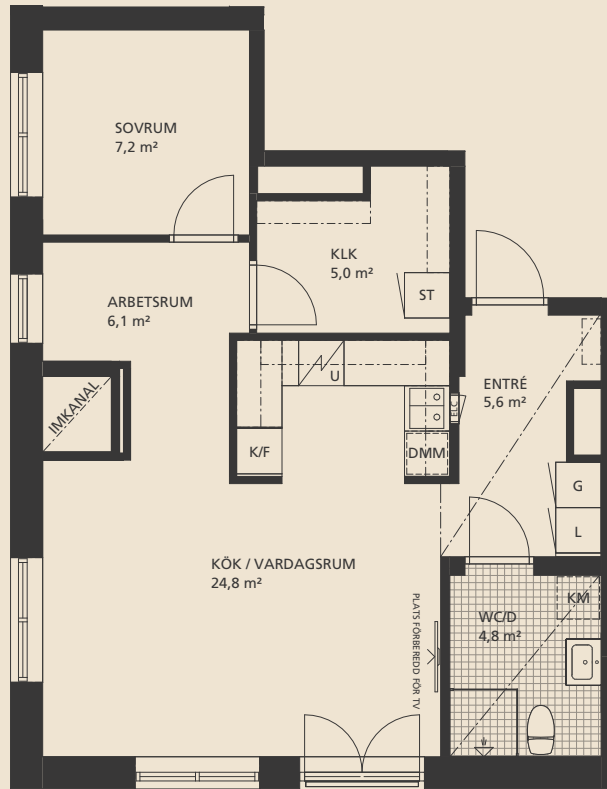 SOVRUM
7,2 m²
KLK
5,0 m²
ST
ARBETSRUM
6,1 m²
IMKANAL
U
K/F
DMM
ELC
ENTRÉ
5,6 m²
G
L
KÖK / VARDAGSRUM
24,8 m²
PLATS FÖRBEREDD FÖR TV
KM
WC/D
4,8 m²